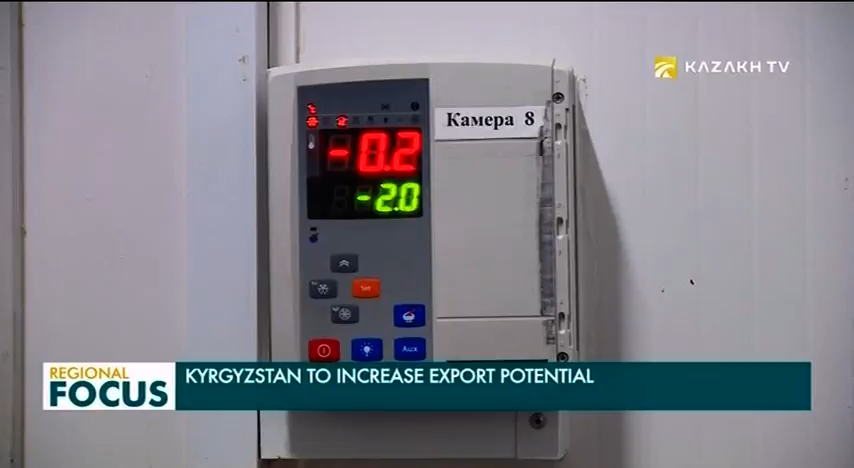 KAZAKH TV
Камера 8
-0.2
-2.0
Set
Aux
REGIONAL
FOCUS
KYRGYZSTAN TO INCREASE EXPORT POTENTIAL